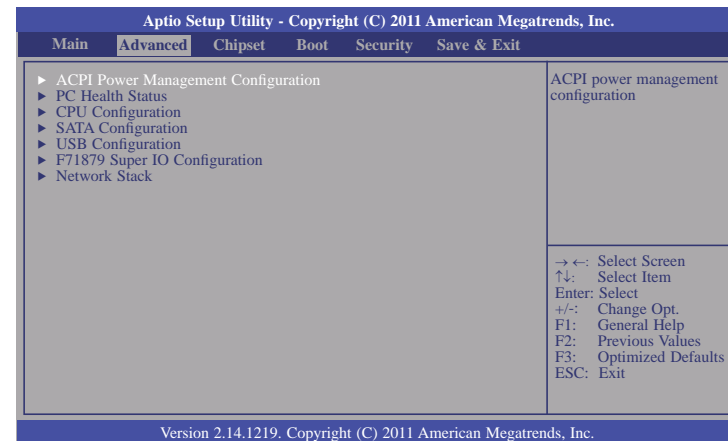 Aptio Setup Utility - Copyright (C) 2011 American Megatrends, Inc.
Main Advanced Chipset Boot Security Save & Exit
► ACPI Power Management Configuration
► PC Health Status
► CPU Configuration
► SATA Configuration
► USB Configuration
► F71879 Super IO Configuration
► Network Stack
ACPI power management
configuration
→ ←: Select Screen
↑↓: Select Item
Enter: Select
+/-: Change Opt.
F1: General Help
F2: Previous Values
F3: Optimized Defaults
ESC: Exit
Version 2.14.1219. Copyright (C) 2011 American Megatrends, Inc.